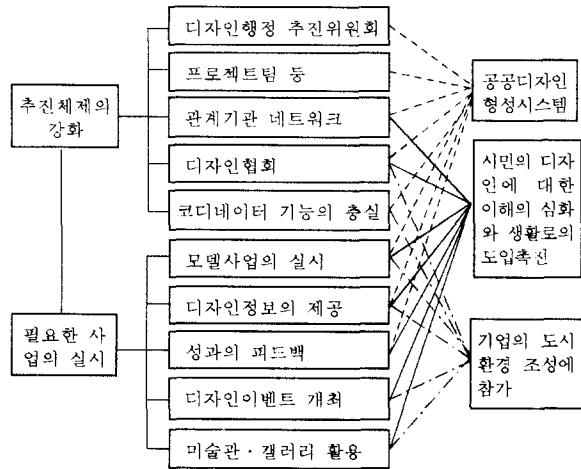 추진체제의
강화
필요한 사
업의 실시
디자인행정 추진위원회
프로젝트팀 등
관계기관 네트워크
디자인협회
코디네이터 기능의 충실
모델사업의 실시
디자인정보의 제공
성과의 피드백
디자인이벤트 개최
미술관·갤러리 활용
공공디자인
형성시스템
시민의 디자
인에 대한
이해의 심화
와 생활로의
도입촉진
기업의 도시
환경 조성에
참가